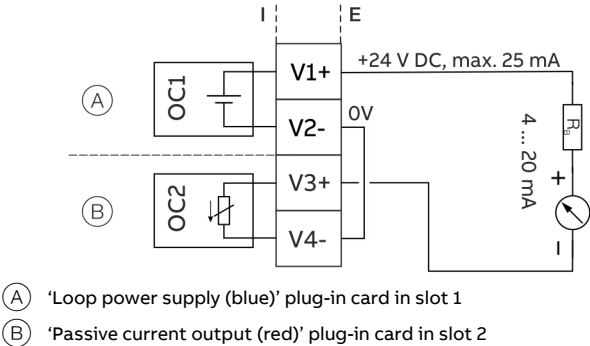 I E
+24 V DC, max. 25 mA
A OC1 V1+
V2- 0V
R_B
4 ... 20 mA
+
B OC2 V3+
V4-
–
A 'Loop power supply (blue)' plug-in card in slot 1
B 'Passive current output (red)' plug-in card in slot 2